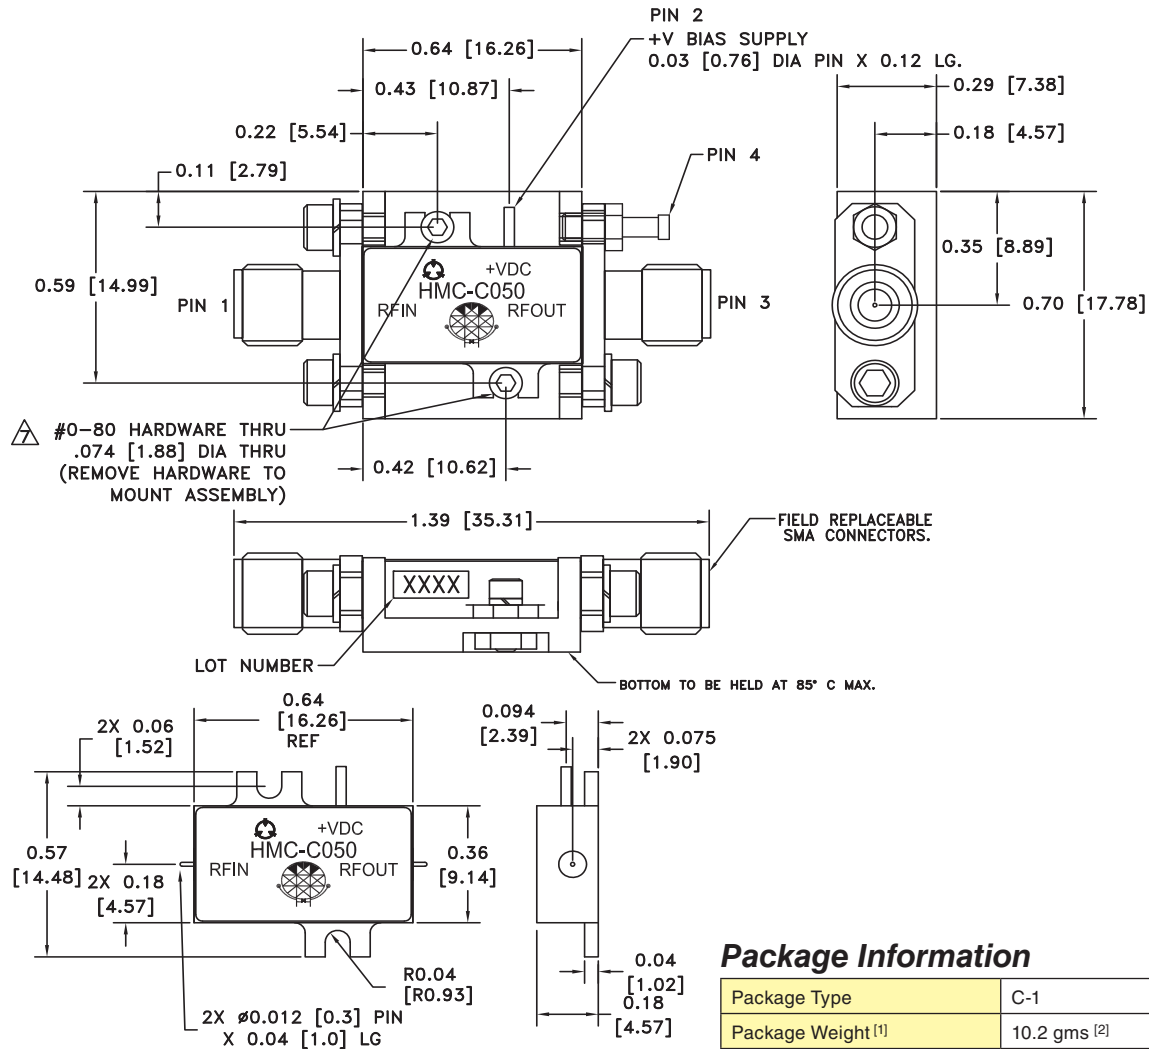 PIN 2
+V BIAS SUPPLY
0.03 [0.76] DIA PIN X 0.12 LG.
0.64 [16.26]
0.43 [10.87]
0.22 [5.54]
0.11 [2.79]
PIN 4
0.29 [7.38]
0.18 [4.57]
0.35 [8.89]
0.59 [14.99]
0.70 [17.78]
PIN 1
+VDC
HMC-C050
RFIN
RFOUT
PIN 3
7
#0-80 HARDWARE THRU
.074 [1.88] DIA THRU
(REMOVE HARDWARE TO
MOUNT ASSEMBLY)
0.42 [10.62]
1.39 [35.31]
FIELD REPLACEABLE
SMA CONNECTORS.
XXXX
LOT NUMBER
BOTTOM TO BE HELD AT 85° C MAX.
0.64
[16.26]
REF
2X 0.06
[1.52]
0.094
[2.39]
2X 0.075
[1.90]
+VDC
HMC-C050
RFIN
RFOUT
0.57
[14.48]
2X 0.18
[4.57]
0.36
[9.14]
R0.04
[R0.93]
2X ø0.012 [0.3] PIN
X 0.04 [1.0] LG
0.04
[1.02]
0.18
[4.57]
Package Information
Package Type C-1
Package Weight [1] 10.2 gms [2]